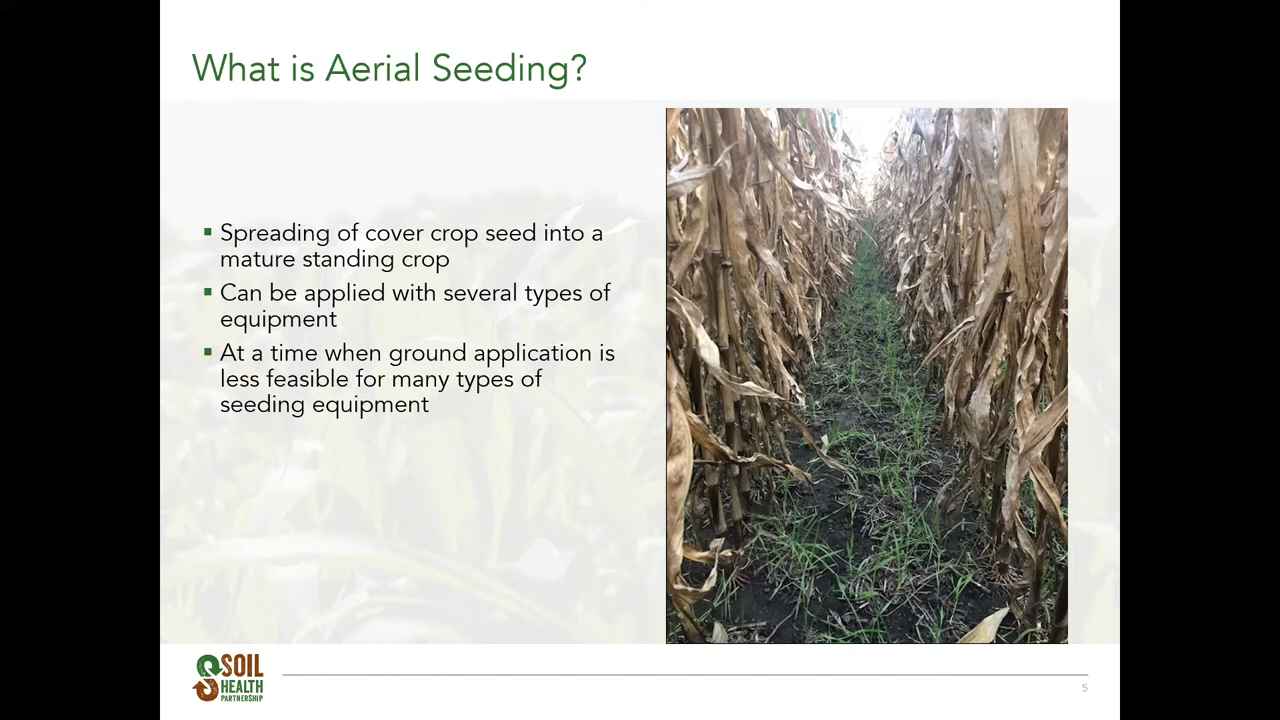 What is Aerial Seeding?
▪ Spreading of cover crop seed into a
mature standing crop
▪ Can be applied with several types of
equipment
▪ At a time when ground application is
less feasible for many types of
seeding equipment
SOIL
HEALTH
PARTNERSHIP
5